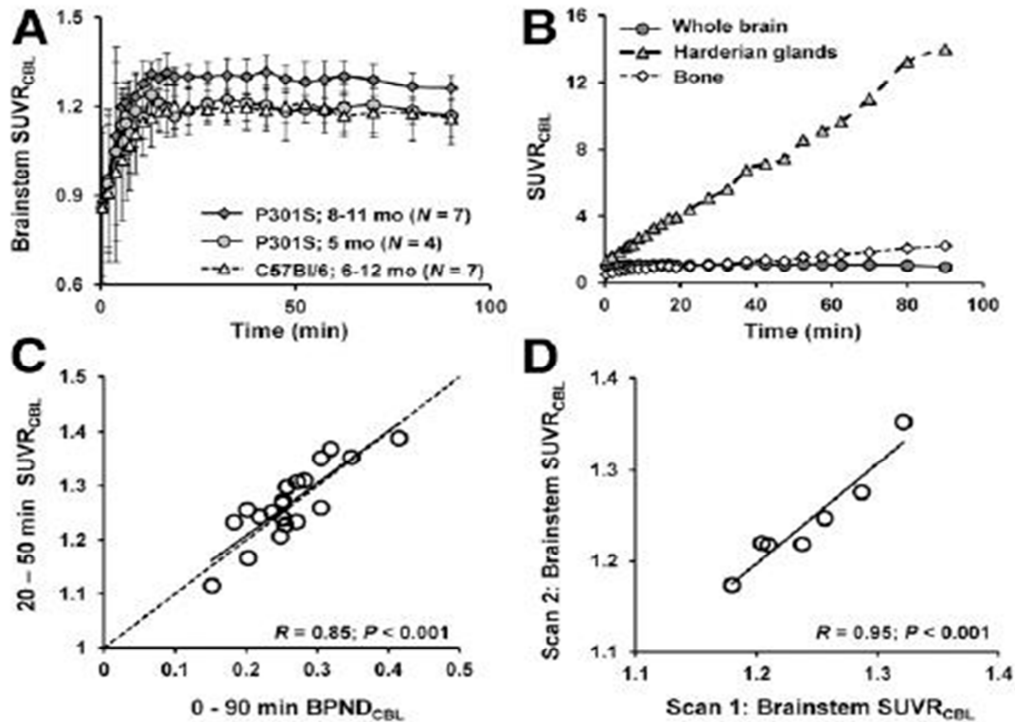 A
1.5
1.2
0.9
0.6
Brainstem SUVRCBL
P301S; 8-11 mo (N = 7)
P301S; 5 mo (N = 4)
C57Bl/6; 6-12 mo (N = 7)
0 50 100
Time (min)
B
16
12
8
4
0
SUVRCBL
Whole brain
Harderian glands
Bone
0 20 40 60 80 100
Time (min)
C
1.5
1.4
1.3
1.2
1.1
1
20 – 50 min SUVRCBL
R = 0.85; P < 0.001
0 0.1 0.2 0.3 0.4 0.5
0 - 90 min BPNDCBL
D
1.4
1.3
1.2
1.1
Scan 2: Brainstem SUVRCBL
R = 0.95; P < 0.001
1.1 1.2 1.3 1.4
Scan 1: Brainstem SUVRCBL